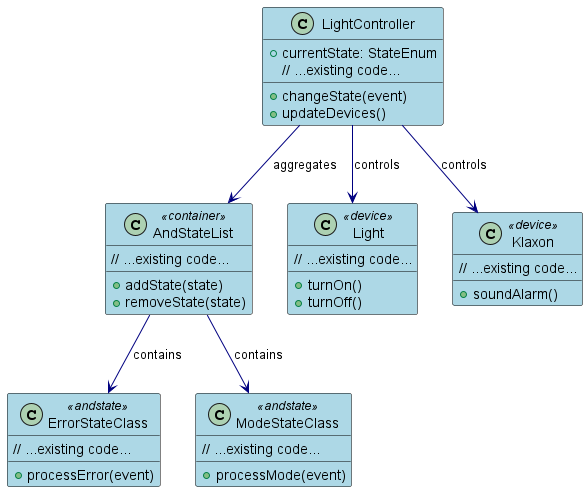 C LightController
currentState: StateEnum
// ...existing code...
changeState(event)
updateDevices()
aggregates
controls
controls
C «container»
AndStateList
// ...existing code...
addState(state)
removeState(state)
C «device»
Light
// ...existing code...
turnOn()
turnOff()
C «device»
Klaxon
// ...existing code...
soundAlarm()
contains
contains
C «andstate»
ErrorStateClass
// ...existing code...
processError(event)
C «andstate»
ModeStateClass
// ...existing code...
processMode(event)